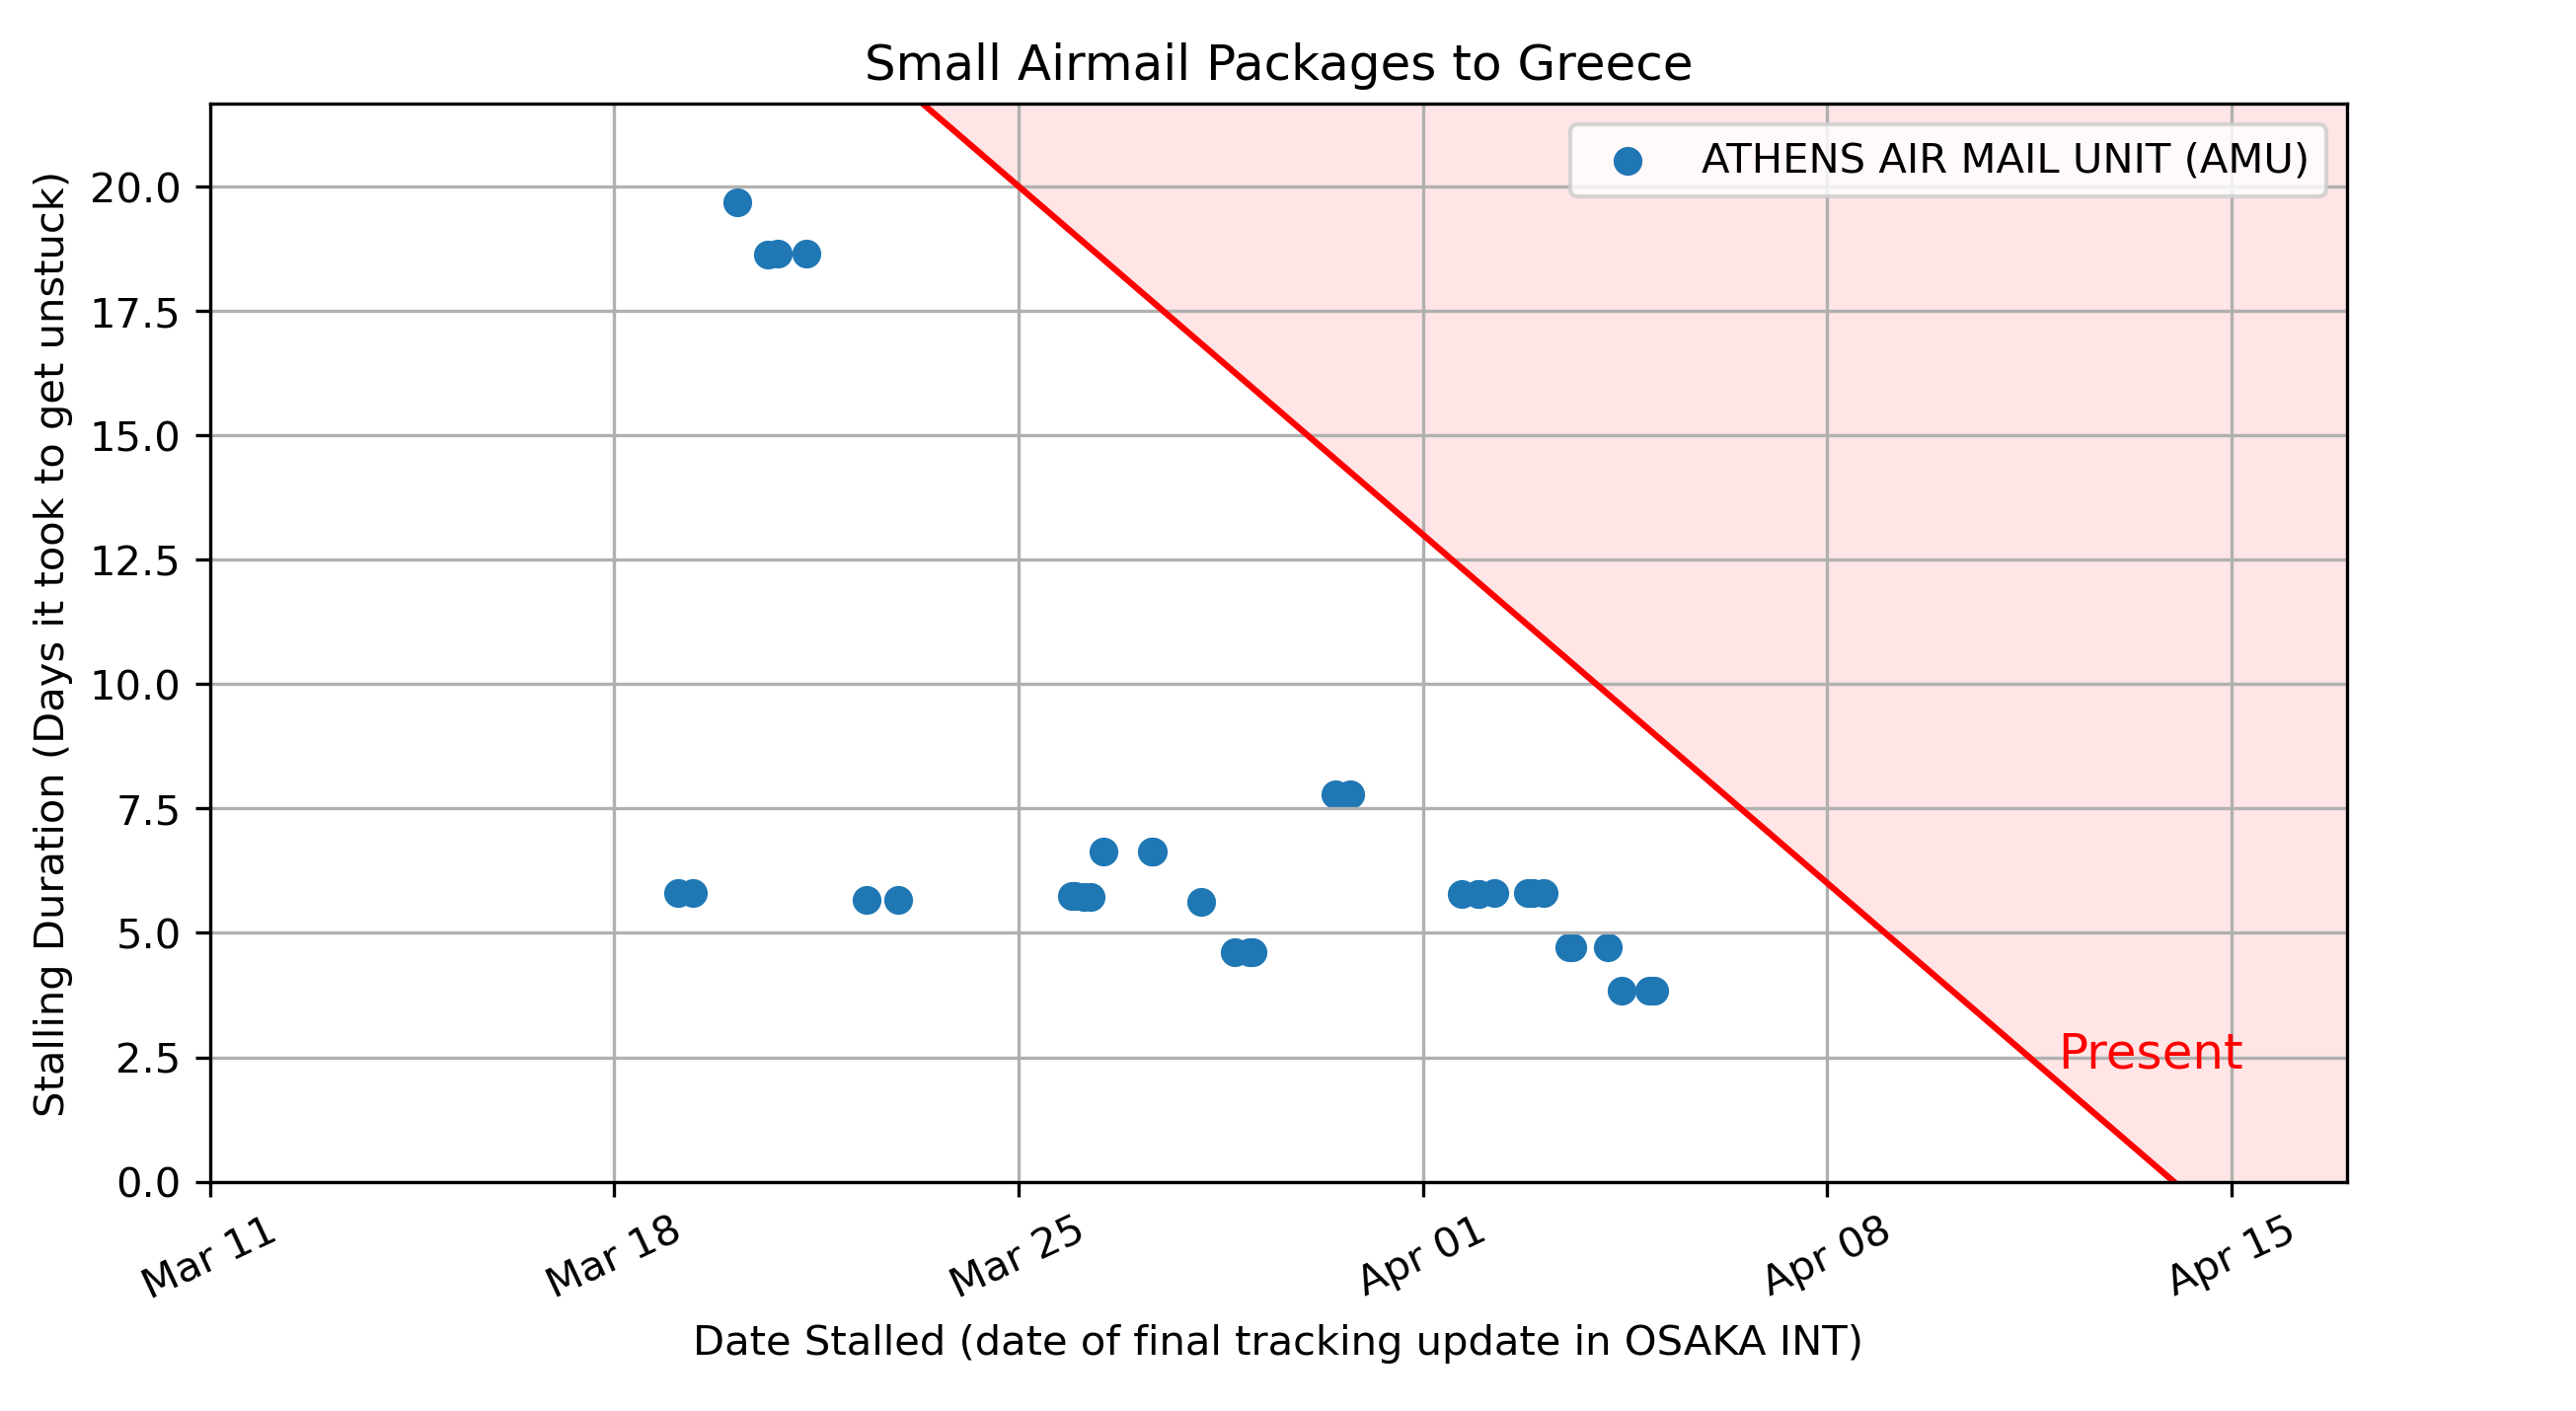 Small Airmail Packages to Greece
ATHENS AIR MAIL UNIT (AMU)
Stalling Duration (Days it took to get unstuck)
20.0
17.5
15.0
12.5
10.0
7.5
5.0
2.5
0.0
Present
Mar 11
Mar 18
Mar 25
Apr 01
Apr 08
Apr 15
Date Stalled (date of final tracking update in OSAKA INT)